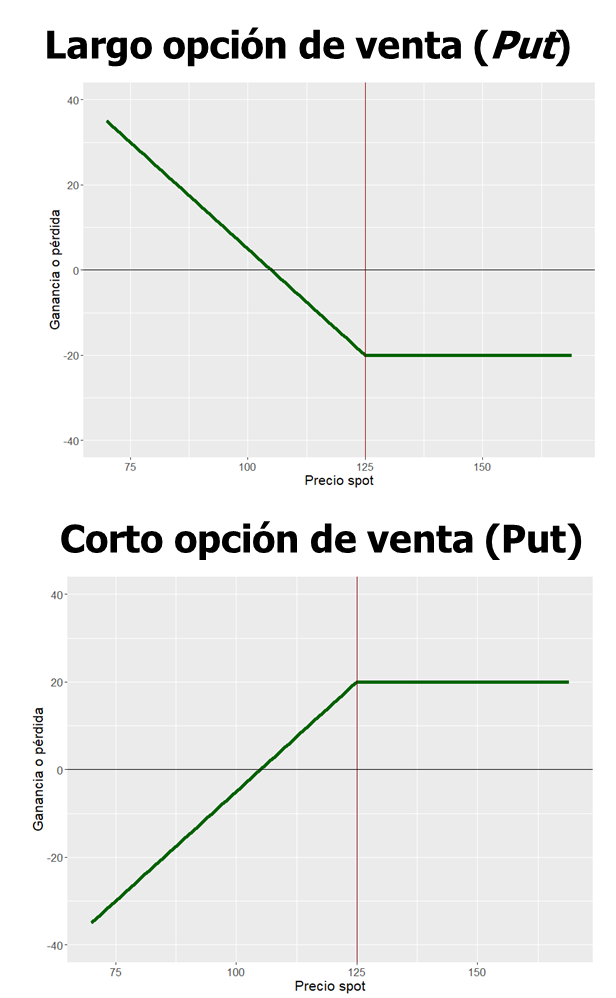 Largo opción de venta (Put)
40
20
0
-20
-40
Ganancia o pérdida
75 100 125 150
Precio spot
Corto opción de venta (Put)
40
20
0
-20
-40
Ganancia o pérdida
75 100 125 150
Precio spot